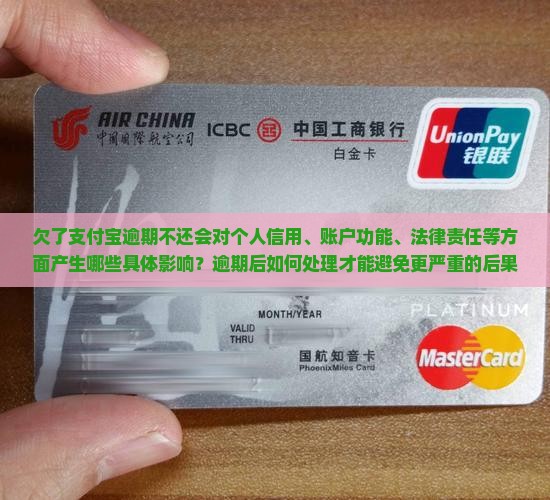 AIR CHINA
中国国际航空公司
ICBC 中国工商银行
白金卡
UnionPay
银联
欠了支付宝逾期不还会对个人信用、账户功能、法律责任等方
面产生哪些具体影响？逾期后如何处理才能避免更严重的后果
PLATINUM
MONTH/YEAR
VALID
THRU
国航知音卡
PhoenixMiles Card
MasterCard